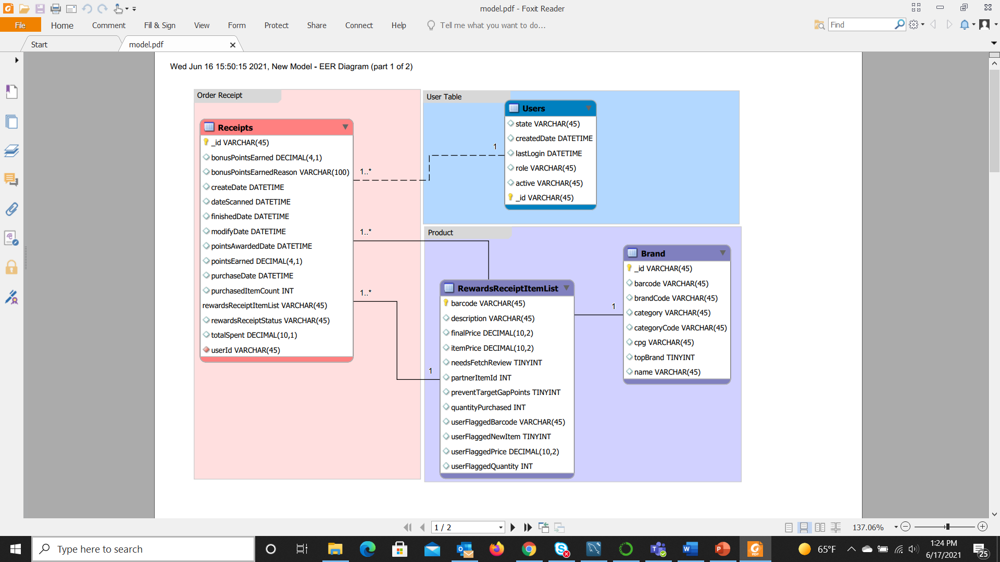 model.pdf - Foxit Reader
File Home Comment Fill & Sign View Form Protect Share Connect Help Tell me what you want to do... Find
Start model.pdf
Wed Jun 16 15:50:15 2021, New Model - EER Diagram (part 1 of 2)
Order Receipt
Receipts
_id VARCHAR(45)
bonusPointsEarned DECIMAL(4,1)
bonusPointsEarnedReason VARCHAR(100)
createDate DATETIME
dateScanned DATETIME
finishedDate DATETIME
modifyDate DATETIME
pointsAwardedDate DATETIME
pointsEarned DECIMAL(4,1)
purchaseDate DATETIME
purchasedItemCount INT
rewardsReceiptItemList VARCHAR(45)
rewardsReceiptStatus VARCHAR(45)
totalSpent DECIMAL(10,1)
userId VARCHAR(45)
1..*
1
1..*
1..*
1
User Table
Users
state VARCHAR(45)
createdDate DATETIME
lastLogin DATETIME
role VARCHAR(45)
active VARCHAR(45)
_id VARCHAR(45)
Product
RewardsReceiptItemList
barcode VARCHAR(45)
description VARCHAR(45)
finalPrice DECIMAL(10,2)
itemPrice DECIMAL(10,2)
needsFetchReview TINYINT
partnerItemId INT
preventTargetGapPoints TINYINT
quantityPurchased INT
userFlaggedBarcode VARCHAR(45)
userFlaggedNewItem TINYINT
userFlaggedPrice DECIMAL(10,2)
userFlaggedQuantity INT
1
Brand
_id VARCHAR(45)
barcode VARCHAR(45)
brandCode VARCHAR(45)
category VARCHAR(45)
categoryCode VARCHAR(45)
cpg VARCHAR(45)
topBrand TINYINT
name VARCHAR(45)
1 / 2
137.06%
Type here to search
65°F
1:24 PM
6/17/2021
25